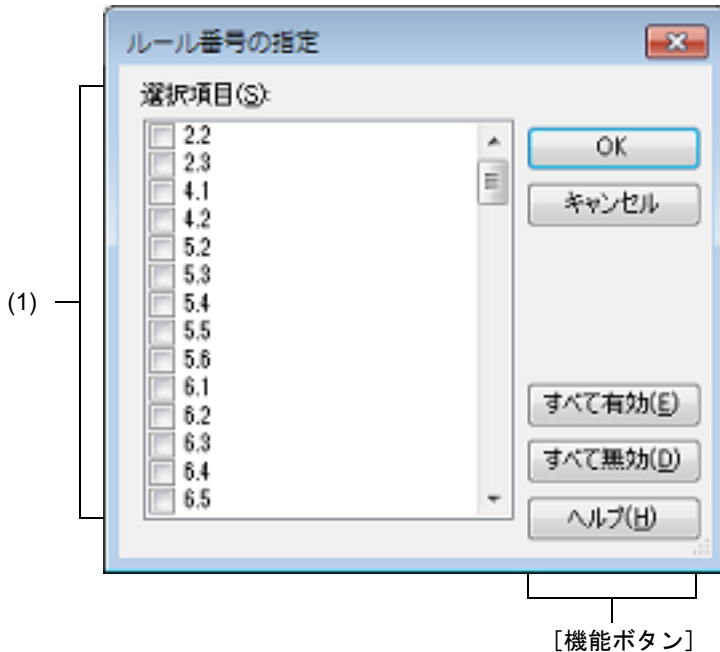 ルール番号の指定
選択項目(S):
2.2
2.3
4.1
4.2
5.2
5.3
5.4
5.5
5.6
6.1
6.2
6.3
6.4
6.5
OK
キャンセル
すべて有効(E)
すべて無効(D)
ヘルプ(H)
(1)
［機能ボタン］